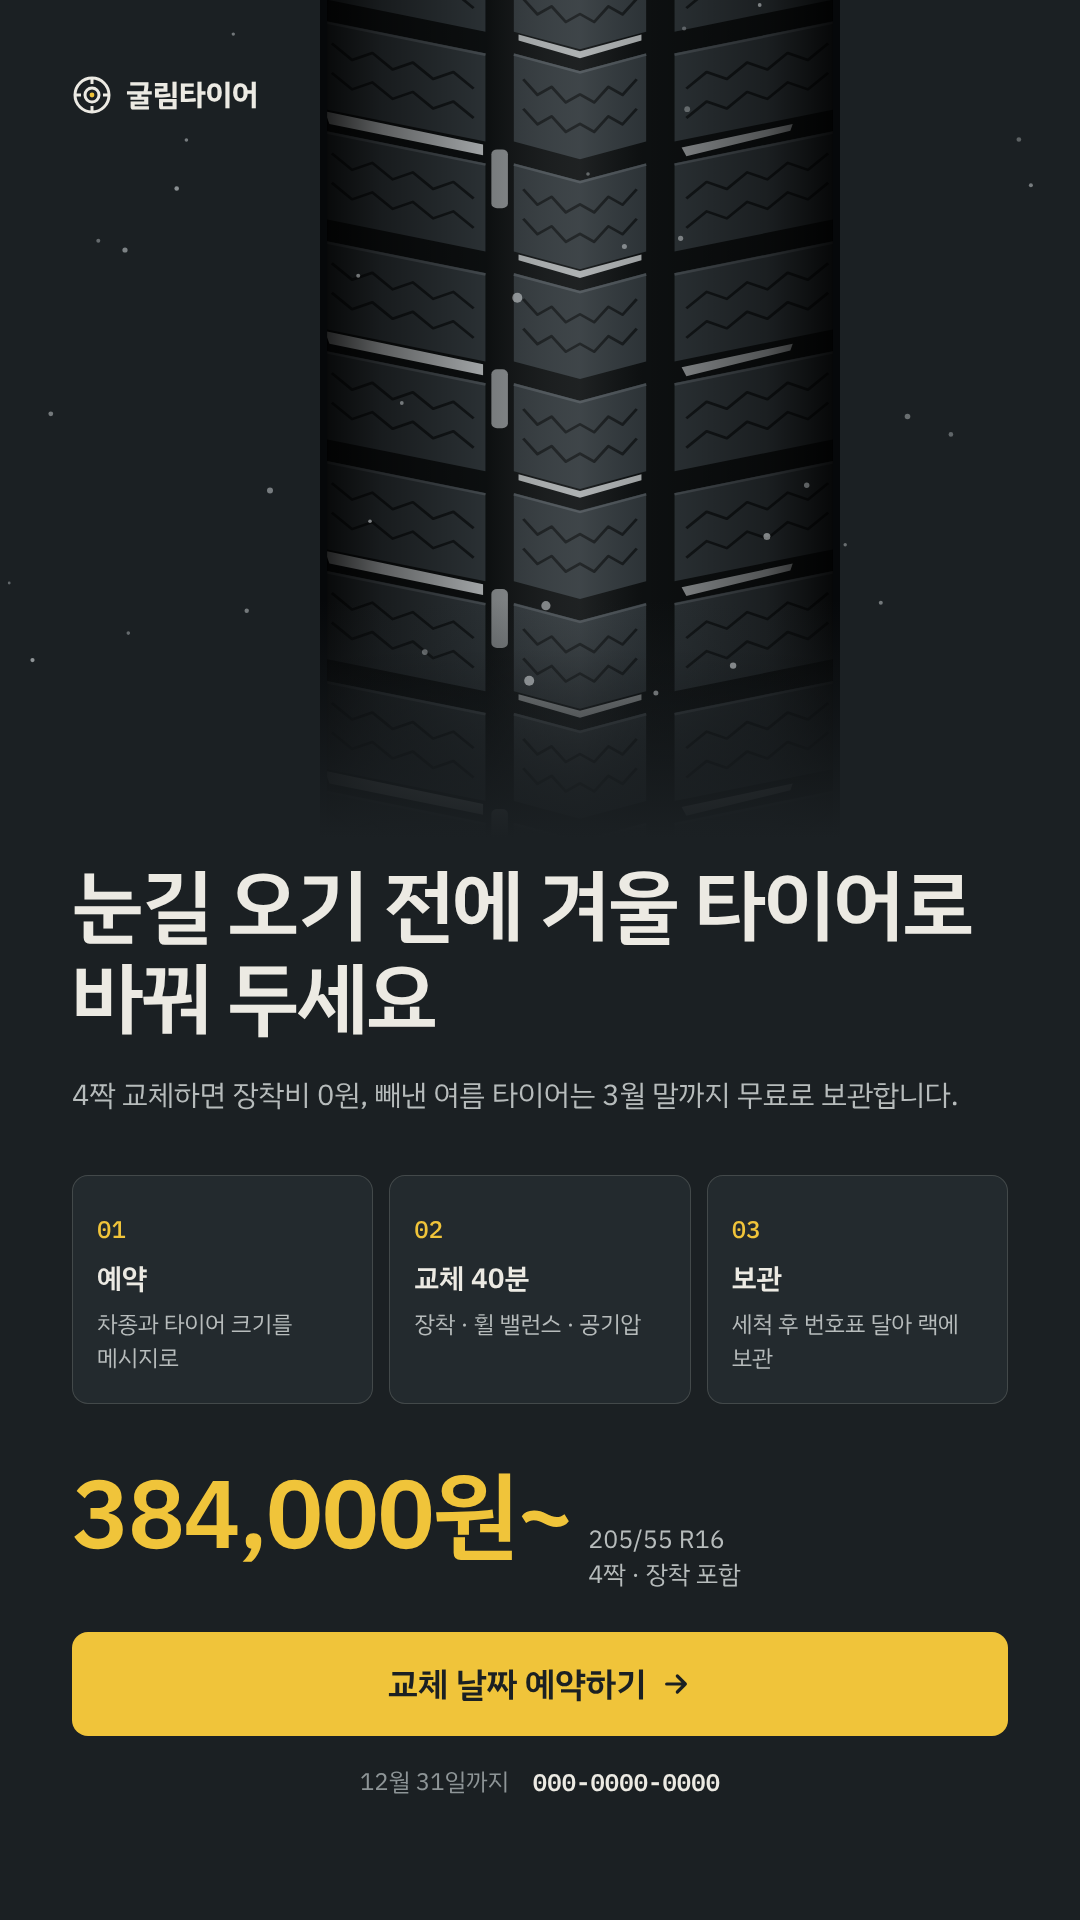 굴림타이어
눈길 오기 전에 겨울 타이어로
바꿔 두세요
4짝 교체하면 장착비 0원, 빼낸 여름 타이어는 3월 말까지 무료로 보관합니다.
01
예약
차종과 타이어 크기를
메시지로
02
교체 40분
장착 · 휠 밸런스 · 공기압
03
보관
세척 후 번호표 달아 랙에
보관
384,000원~
205/55 R16
4짝 · 장착 포함
교체 날짜 예약하기 →
12월 31일까지 000-0000-0000